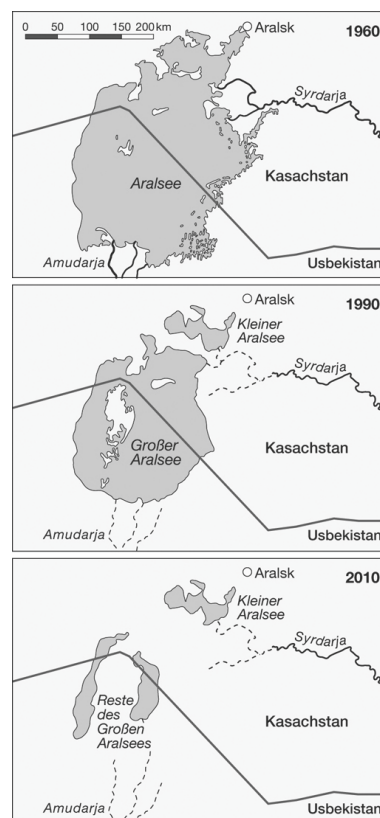 0 50 100 150 200 km
Aralsk
1960
Syrdarja
Aralsee
Kasachstan
Amudarja
Usbekistan
Aralsk
1990
Kleiner
Aralsee
Syrdarja
Großer
Aralsee
Kasachstan
Amudarja
Usbekistan
Aralsk
2010
Kleiner
Aralsee
Syrdarja
Reste
des
Großen
Aralsees
Kasachstan
Amudarja
Usbekistan